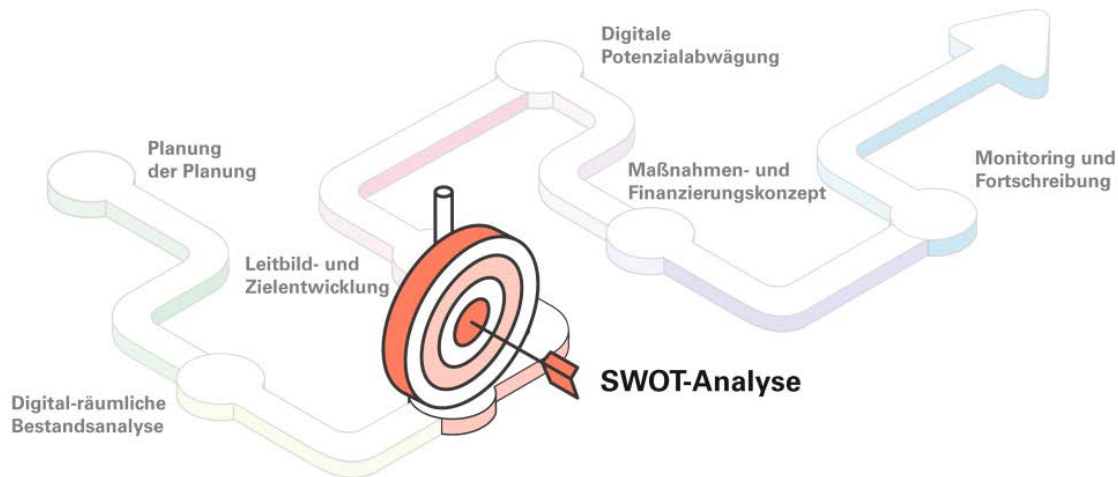 Planung
der Planung
Digital-räumliche
Bestandsanalyse
SWOT-Analyse
Leitbild- und
Zielentwicklung
Digitale
Potenzialabwägung
Maßnahmen- und
Finanzierungskonzept
Monitoring und
Fortschreibung